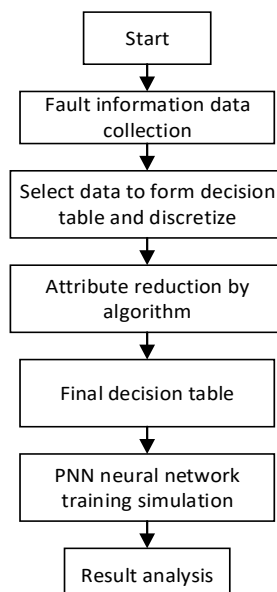 Start
Fault information data
collection
Select data to form decision
table and discretize
Attribute reduction by
algorithm
Final decision table
PNN neural network
training simulation
Result analysis